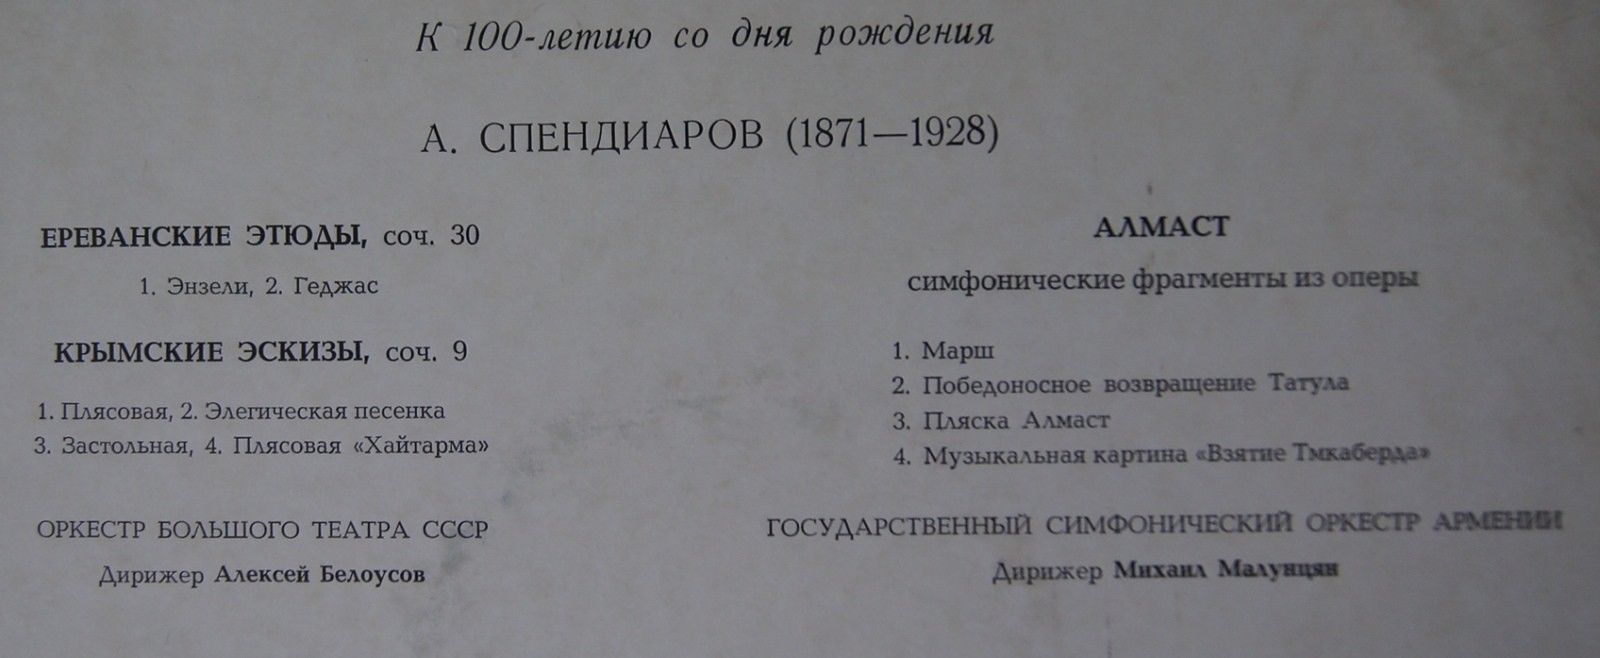 К 100-летию со дня рождения
А. СПЕНДИАРОВ (1871—1928)
ЕРЕВАНСКИЕ ЭТЮДЫ, соч. 30
1. Энзели, 2. Геджас
КРЫМСКИЕ ЭСКИЗЫ, соч. 9
1. Плясовая, 2. Элегическая песенка
3. Застольная, 4. Плясовая «Хайтарма»
ОРКЕСТР БОЛЬШОГО ТЕАТРА СССР
Дирижер Алексей Белоусов
АЛМАСТ
симфонические фрагменты из оперы
1. Марш
2. Победоносное возвращение Татула
3. Пляска Алмаст
4. Музыкальная картина «Взятие Тмкаберда»
ГОСУДАРСТВЕННЫЙ СИМФОНИЧЕСКИЙ ОРКЕСТР АРМЕНИИ
Дирижер Михаил Малунцян